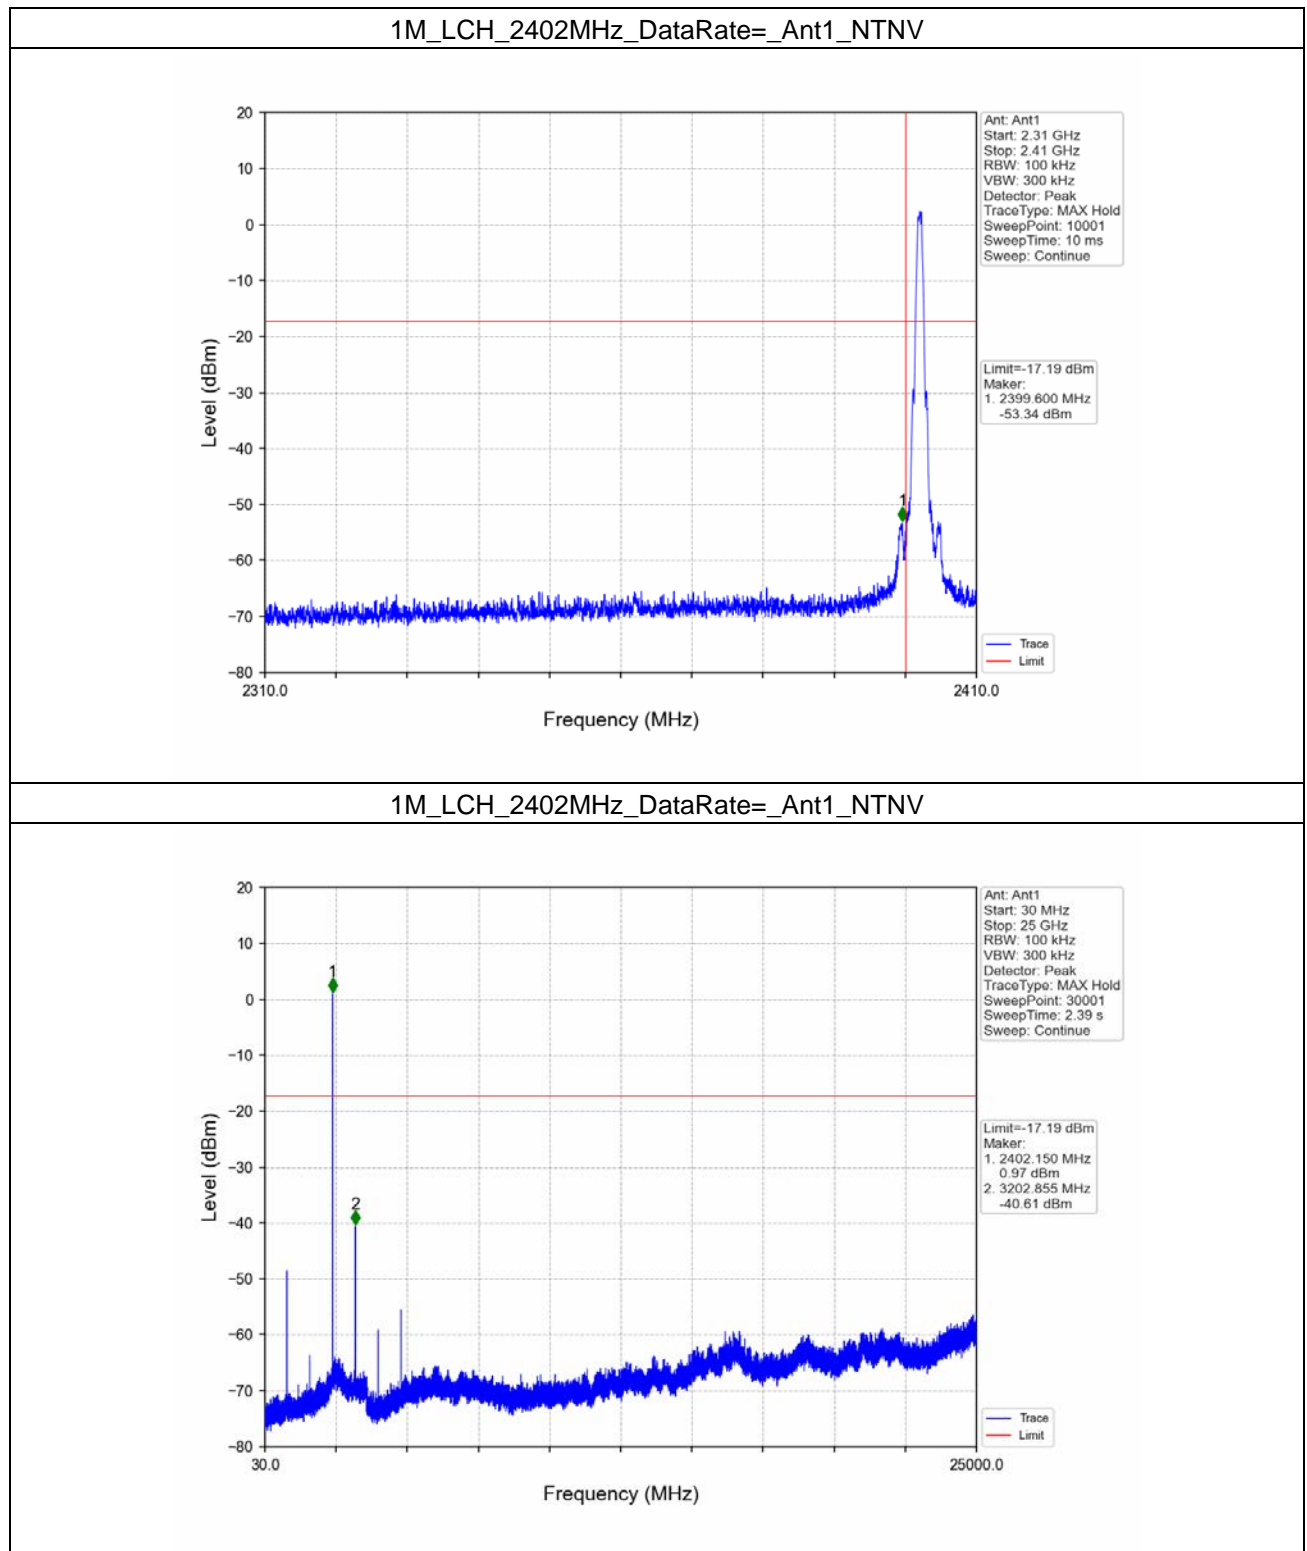 1M_LCH_2402MHz_DataRate=_Ant1_NTNV
20
10
0
−10
−20
−30
−40
−50
−60
−70
−80
Level (dBm)
1
2310.0
2410.0
Frequency (MHz)
Ant: Ant1
Start: 2.31 GHz
Stop: 2.41 GHz
RBW: 100 kHz
VBW: 300 kHz
Detector: Peak
TraceType: MAX Hold
SweepPoint: 10001
SweepTime: 10 ms
Sweep: Continue
Limit=-17.19 dBm
Maker:
1. 2399.600 MHz
-53.34 dBm
Trace
Limit
1M_LCH_2402MHz_DataRate=_Ant1_NTNV
20
10
0
−10
−20
−30
−40
−50
−60
−70
−80
Level (dBm)
1
2
30.0
25000.0
Frequency (MHz)
Ant: Ant1
Start: 30 MHz
Stop: 25 GHz
RBW: 100 kHz
VBW: 300 kHz
Detector: Peak
TraceType: MAX Hold
SweepPoint: 30001
SweepTime: 2.39 s
Sweep: Continue
Limit=-17.19 dBm
Maker:
1. 2402.150 MHz
0.97 dBm
2. 3202.855 MHz
-40.61 dBm
Trace
Limit